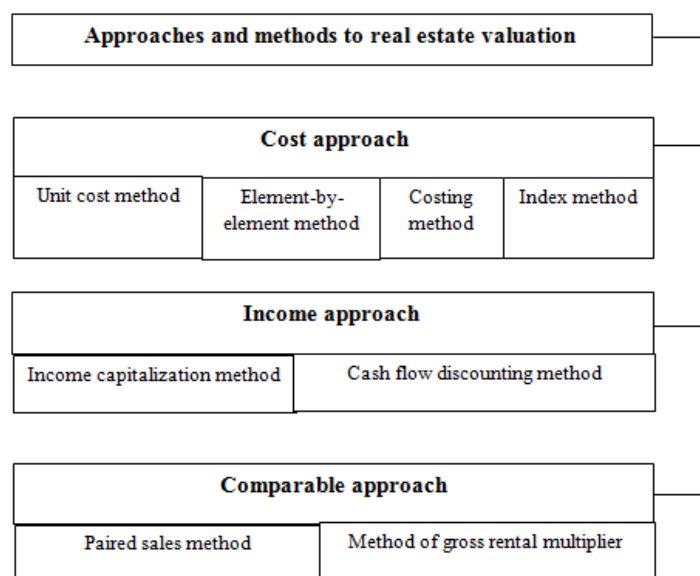 Approaches and methods to real estate valuation
Cost approach
Unit cost method
Element-by-
element method
Costing
method
Index method
Income approach
Income capitalization method
Cash flow discounting method
Comparable approach
Paired sales method
Method of gross rental multiplier